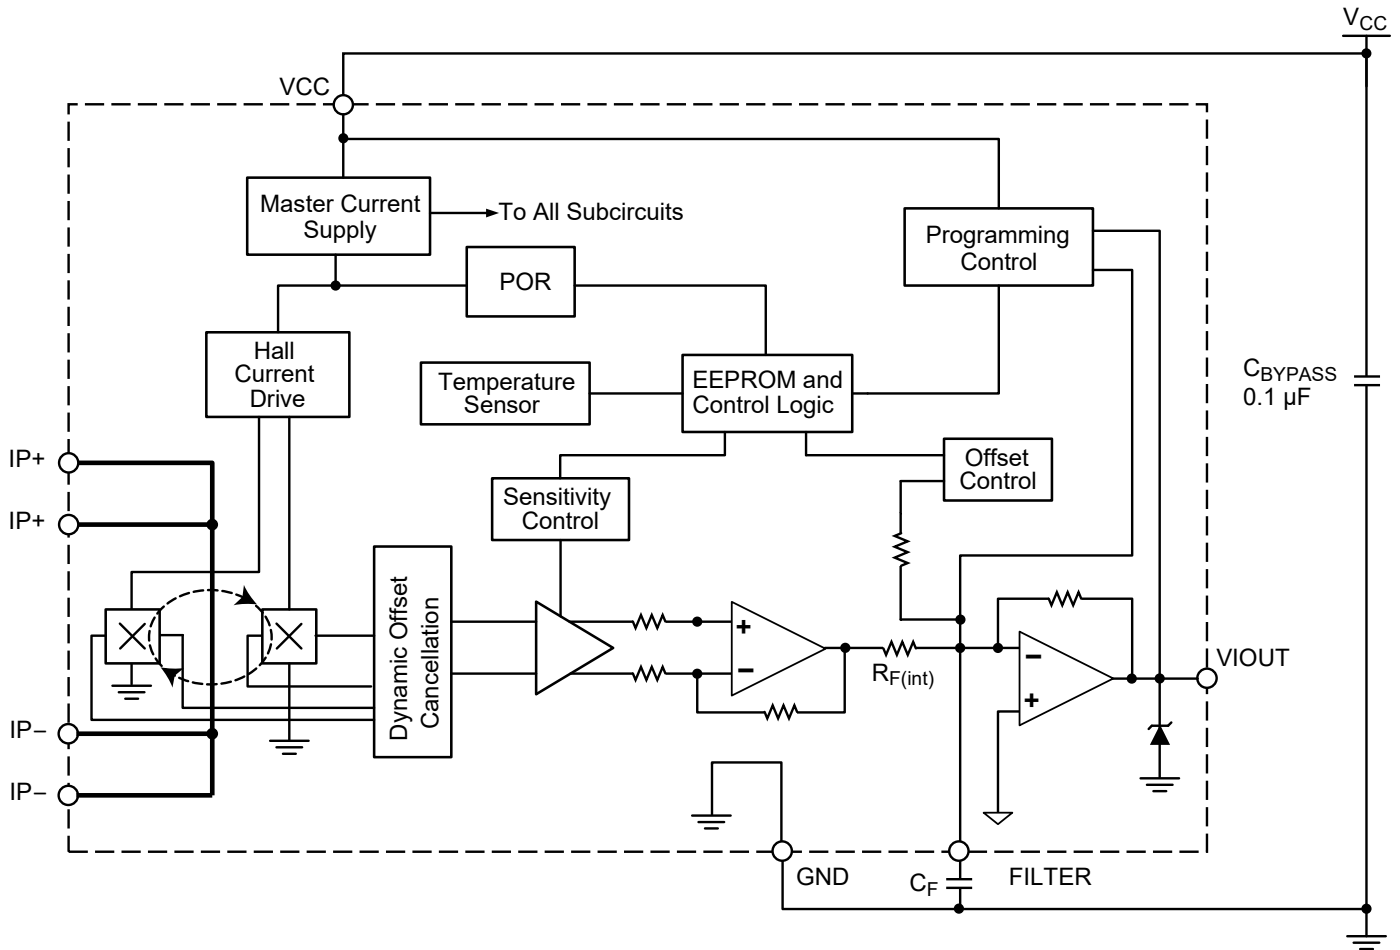 VCC
VCC
Master Current
Supply
To All Subcircuits
Programming
Control
POR
Hall
Current
Drive
Temperature
Sensor
EEPROM and
Control Logic
CBYPASS
0.1 µF
IP+
Offset
Control
Sensitivity
Control
IP+
Dynamic Offset
Cancellation
+
−
RF(int)
−
+
VIOUT
IP−
IP−
GND
CF
FILTER